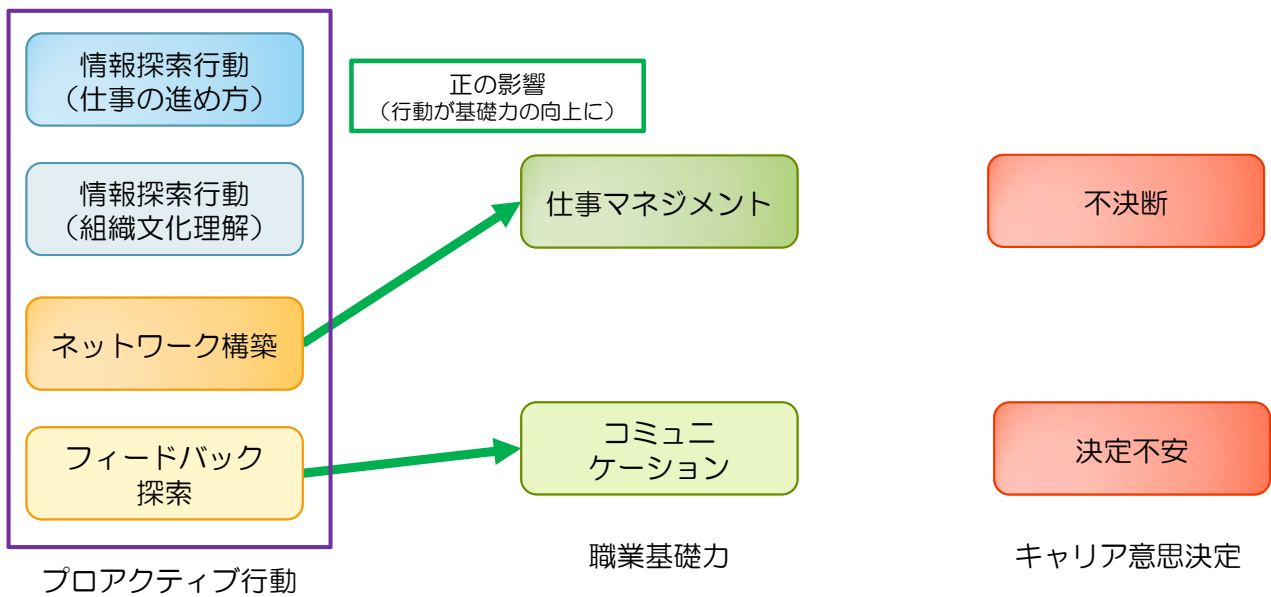 情報探索行動
（仕事の進め方）
正の影響
（行動が基礎力の向上に）
情報探索行動
（組織文化理解）
仕事マネジメント
不決断
ネットワーク構築
フィードバック
探索
コミュニ
ケーション
決定不安
プロアクティブ行動
職業基礎力
キャリア意思決定